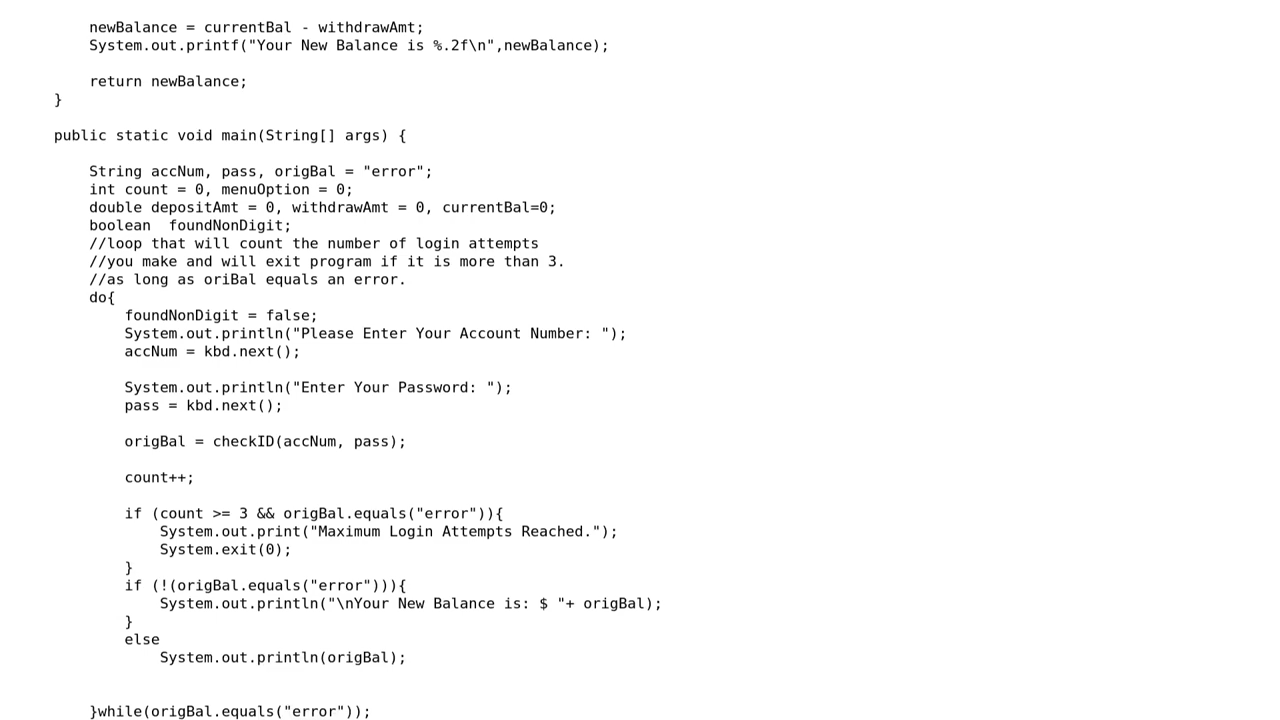 newBalance = currentBal - withdrawAmt;
System.out.printf("Your New Balance is %.2f\n",newBalance);
return newBalance;
}
public static void main(String[] args) {
String accNum, pass, origBal = "error";
int count = 0, menuOption = 0;
double depositAmt = 0, withdrawAmt = 0, currentBal=0;
boolean  foundNonDigit;
//loop that will count the number of login attempts
//you make and will exit program if it is more than 3.
//as long as oriBal equals an error.
do{
foundNonDigit = false;
System.out.println("Please Enter Your Account Number: ");
accNum = kbd.next();
System.out.println("Enter Your Password: ");
pass = kbd.next();
origBal = checkID(accNum, pass);
count++;
if (count >= 3 && origBal.equals("error")){
System.out.print("Maximum Login Attempts Reached.");
System.exit(0);
}
if (!(origBal.equals("error"))){
System.out.println("\nYour New Balance is: $ "+ origBal);
}
else
System.out.println(origBal);
}while(origBal.equals("error"));